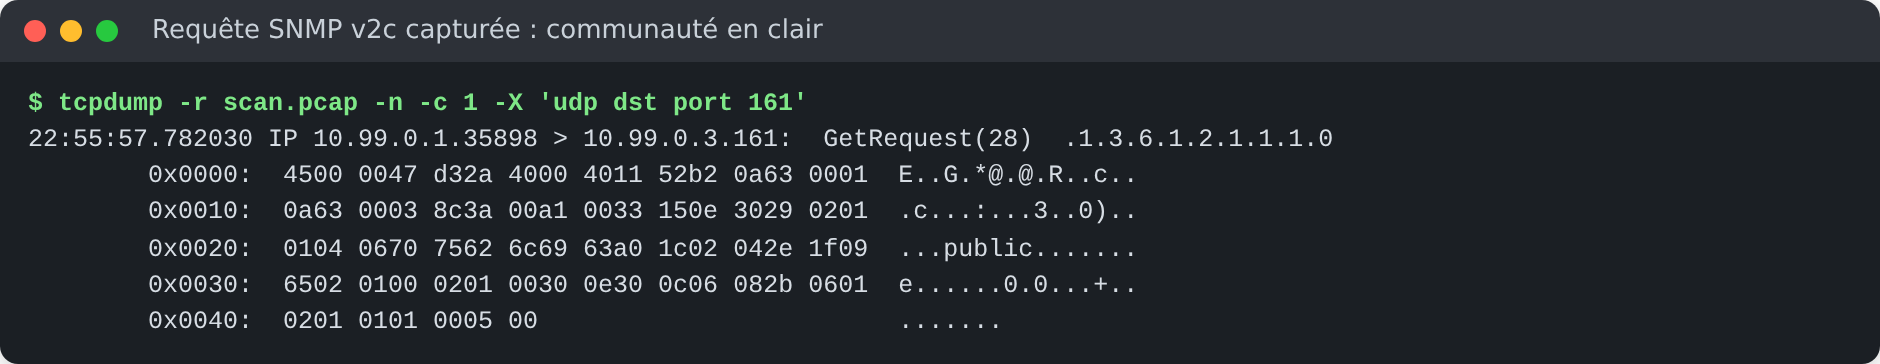 Requête SNMP v2c capturée : communauté en clair
$ tcpdump -r scan.pcap -n -c 1 -X 'udp dst port 161'
22:55:57.782030 IP 10.99.0.1.35898 > 10.99.0.3.161:  GetRequest(28)  .1.3.6.1.2.1.1.1.0
        0x0000:  4500 0047 d32a 4000 4011 52b2 0a63 0001  E..G.*@.@.R..c..
        0x0010:  0a63 0003 8c3a 00a1 0033 150e 3029 0201  .c...:...3..0)..
        0x0020:  0104 0670 7562 6c69 63a0 1c02 042e 1f09  ...public.......
        0x0030:  6502 0100 0201 0030 0e30 0c06 082b 0601  e......0.0...+..
        0x0040:  0201 0101 0005 00                        .......